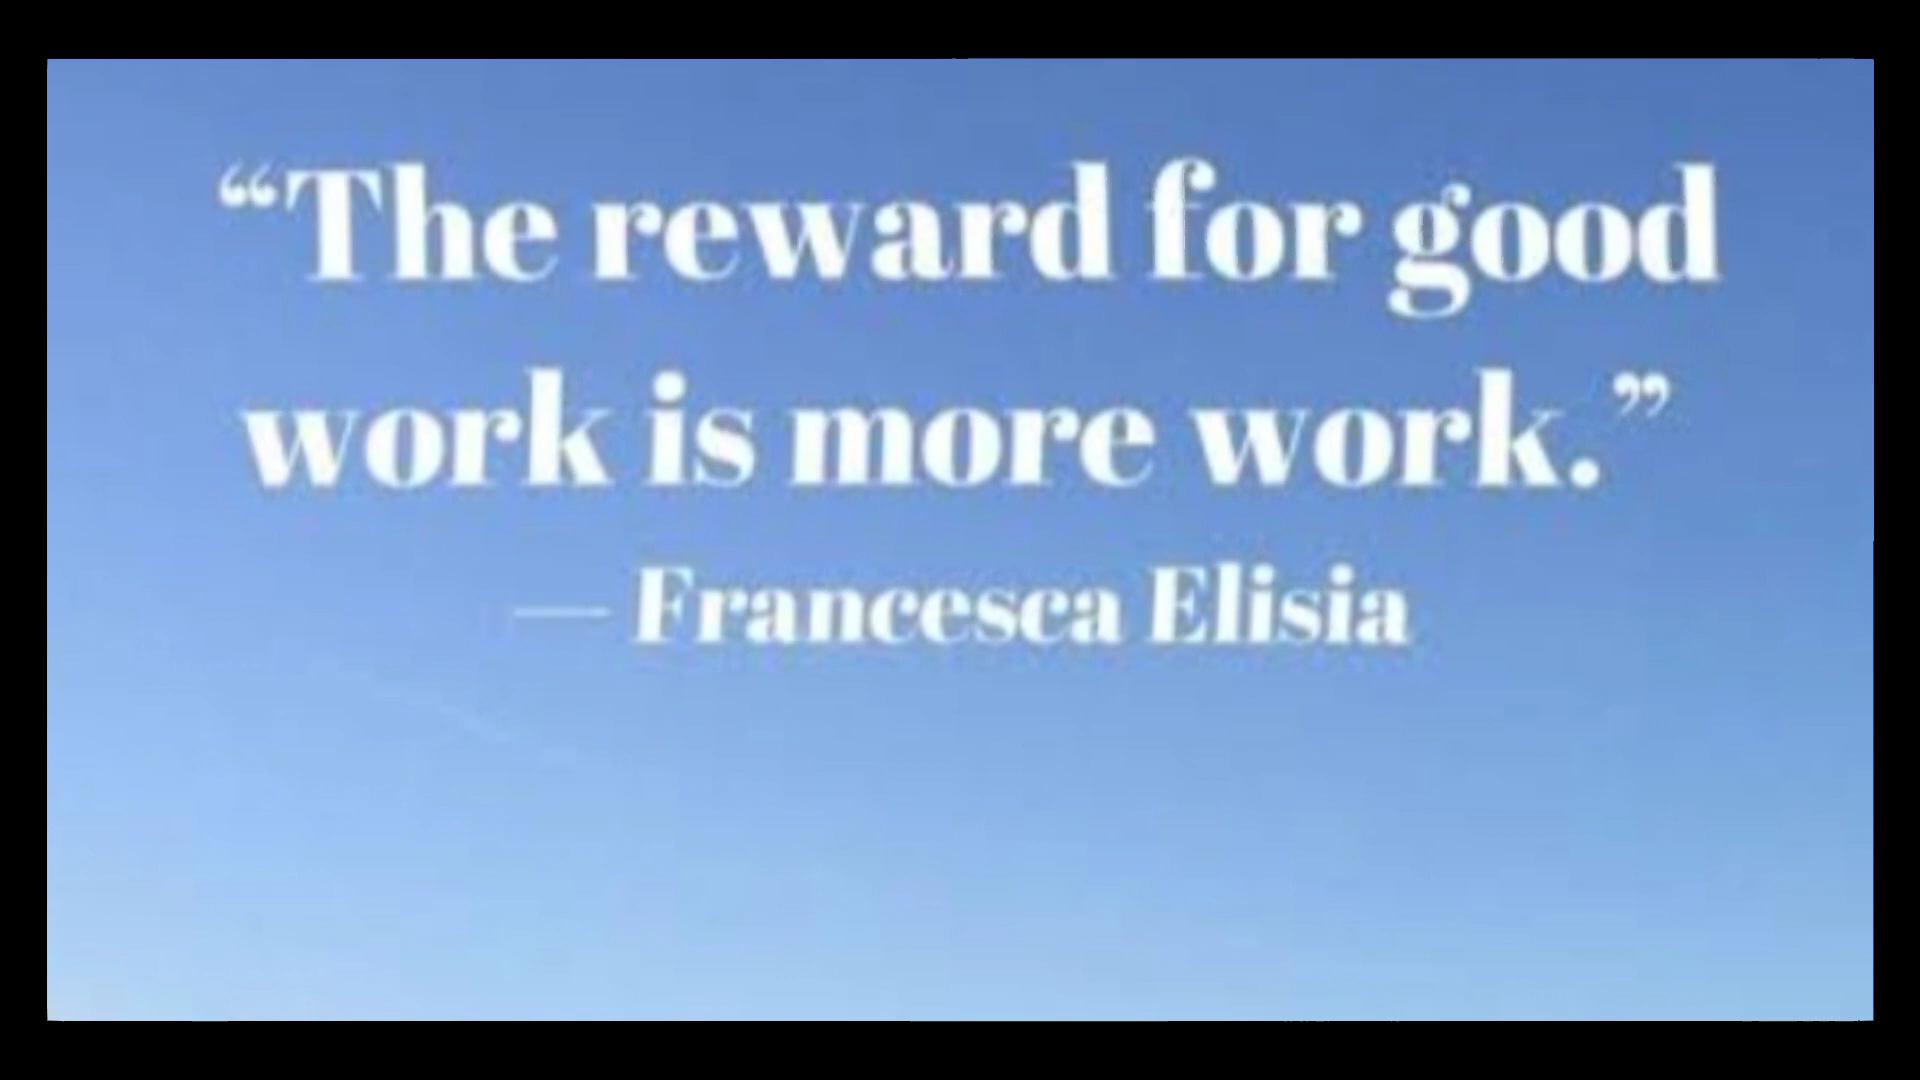 “The reward for good
work is more work.”
— Francesca Elisia